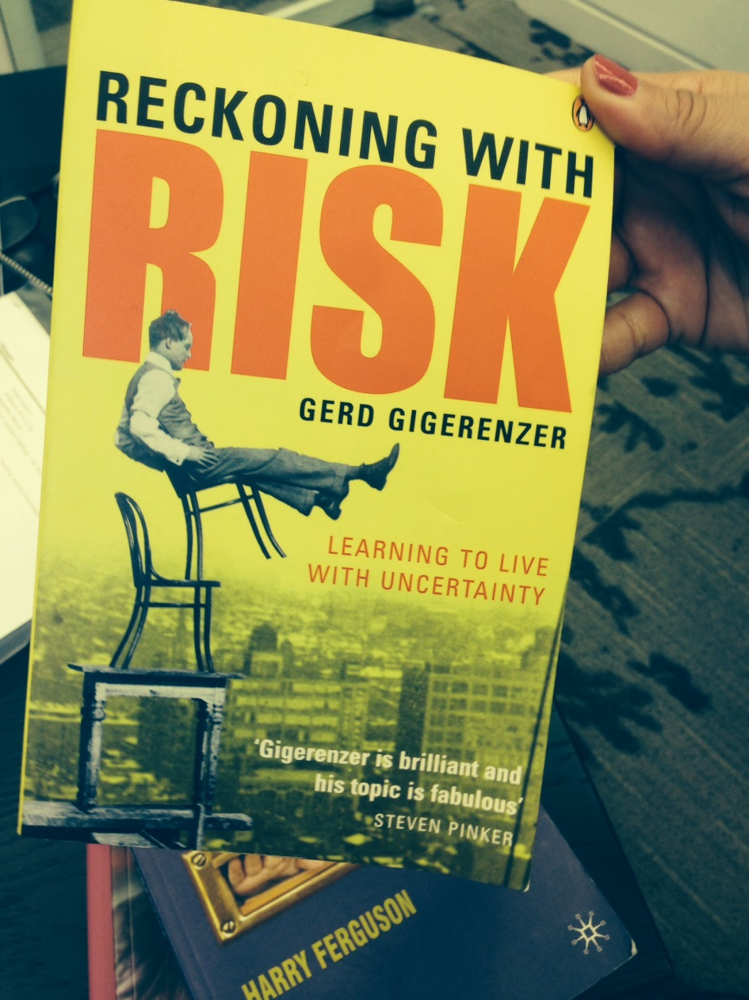 RECKONING WITH
RISK
GERD GIGERENZER
LEARNING TO LIVE
WITH UNCERTAINTY
‘Gigerenzer is brilliant and
his topic is fabulous’
STEVEN PINKER
HARRY FERGUSON